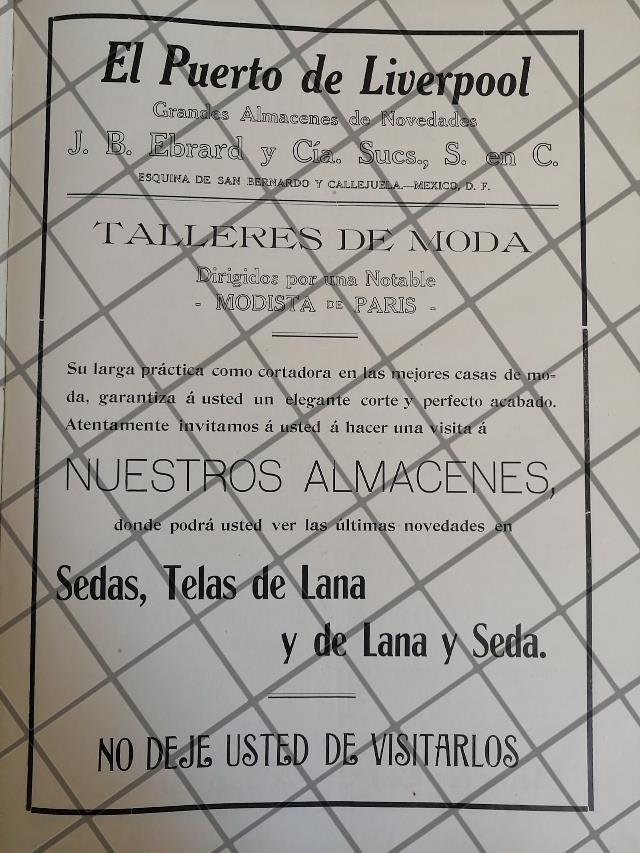 El Puerto de Liverpool
Grandes Almacenes de Novedades
J. B. Ebrard y Cía. Sucs., S. en C.
ESQUINA DE SAN BERNARDO Y CALLEJUELA.—MEXICO, D. F.
TALLERES DE MODA
Dirigidos por una Notable
- MODISTA DE PARIS -
Su larga práctica como cortadora en las mejores casas de mo-
da, garantiza á usted un elegante corte y perfecto acabado.
Atentamente invitamos á usted á hacer una visita á
NUESTROS ALMACENES,
donde podrá usted ver las últimas novedades en
Sedas, Telas de Lana
y de Lana y Seda.
NO DEJE USTED DE VISITARLOS